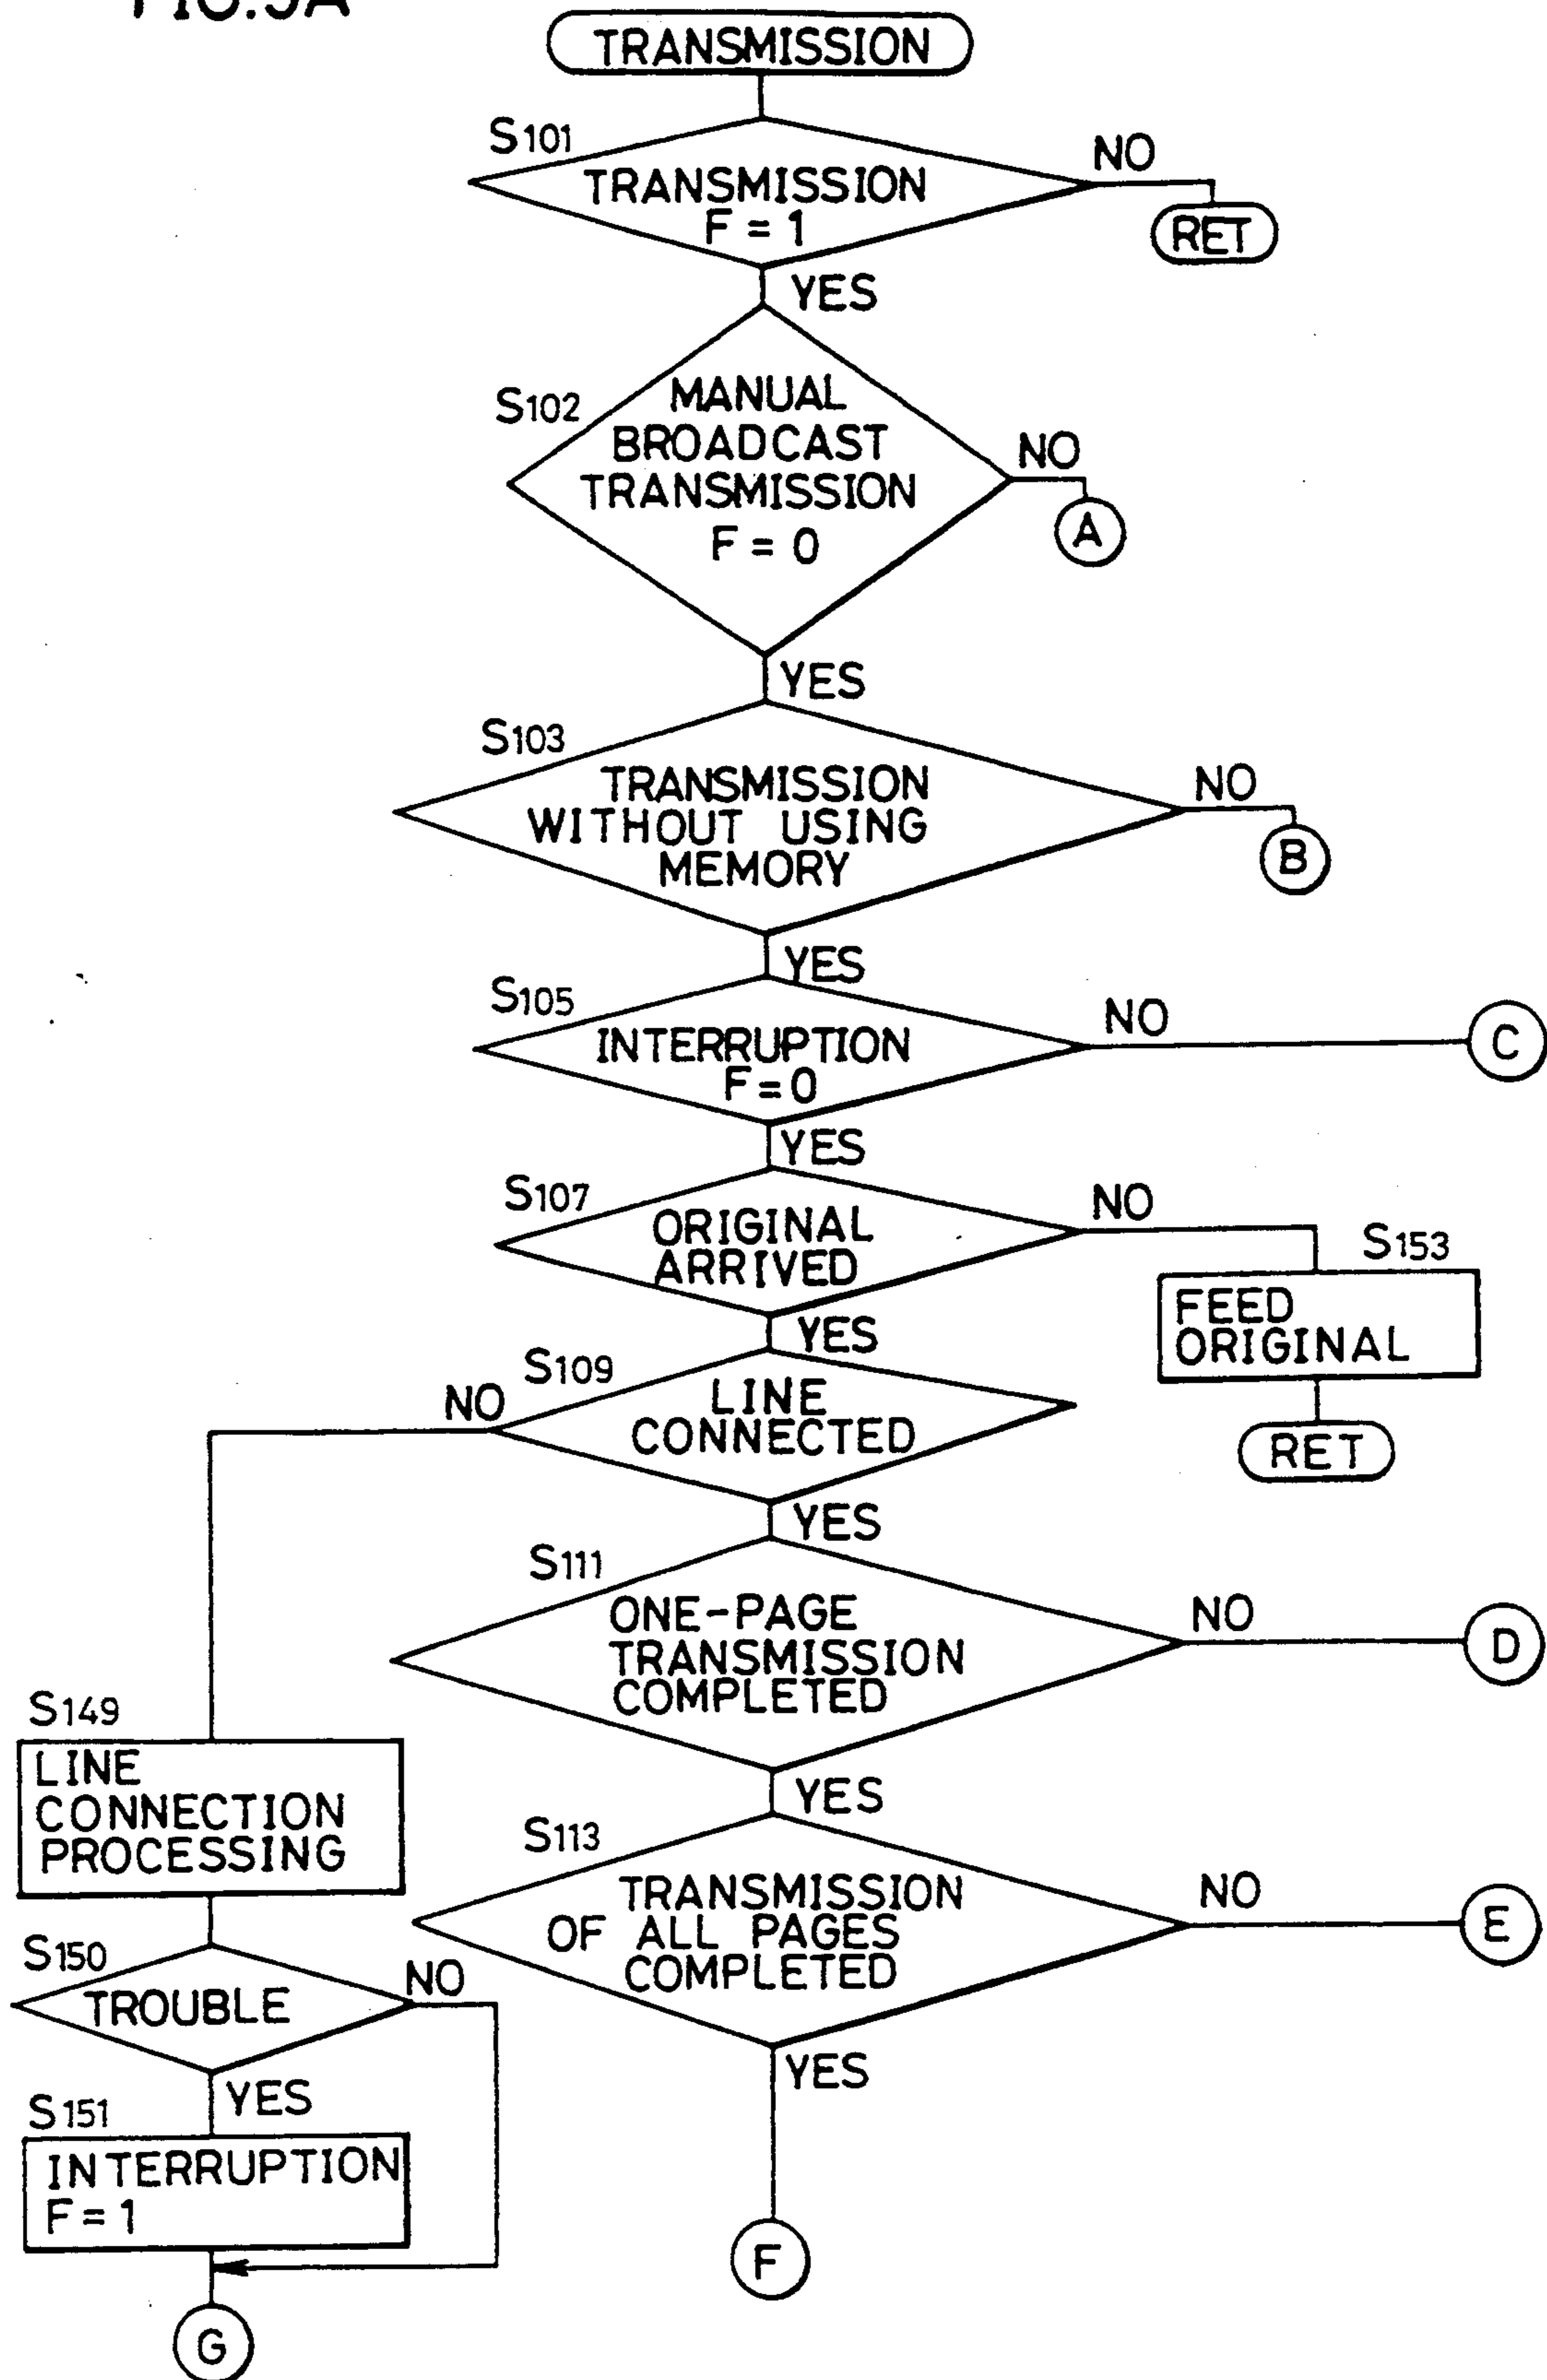 TRANSMISSION
S101
TRANSMISSION
F = 1
NO
RET
YES
S102
MANUAL
BROADCAST
TRANSMISSION
F = 0
NO
A
YES
S103
TRANSMISSION
WITHOUT USING
MEMORY
NO
B
YES
S105
INTERRUPTION
F = 0
NO
C
YES
S107
ORIGINAL
ARRIVED
NO
S153
FEED
ORIGINAL
RET
YES
S109
LINE
CONNECTED
NO
YES
S111
ONE-PAGE
TRANSMISSION
COMPLETED
NO
D
S149
LINE
CONNECTION
PROCESSING
YES
S113
TRANSMISSION
OF ALL PAGES
COMPLETED
NO
E
S150
TROUBLE
NO
YES
YES
S151
INTERRUPTION
F = 1
F
G